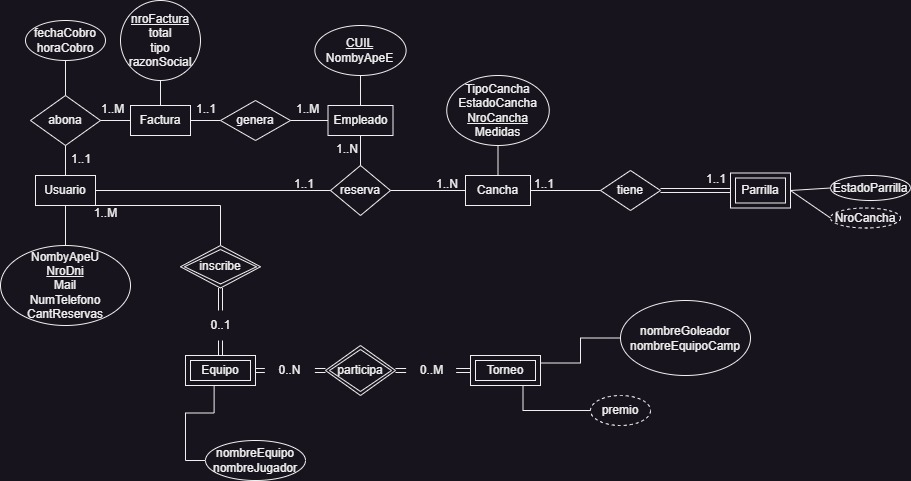 fechaCobro
horaCobro
nroFactura
total
tipo
razonSocial
CUIL
NombyApeE
TipoCancha
EstadoCancha
NroCancha
Medidas
abona
1..M
Factura
1..1
genera
1..M
Empleado
1..1
1..N
Usuario
1..1
reserva
1..N
Cancha
1..1
tiene
1..1
Parrilla
EstadoParrilla
NroCancha
1..M
NombyApeU
NroDni
Mail
NumTelefono
CantReservas
inscribe
0..1
Equipo
0..N
participa
0..M
Torneo
nombreGoleador
nombreEquipoCamp
premio
nombreEquipo
nombreJugador